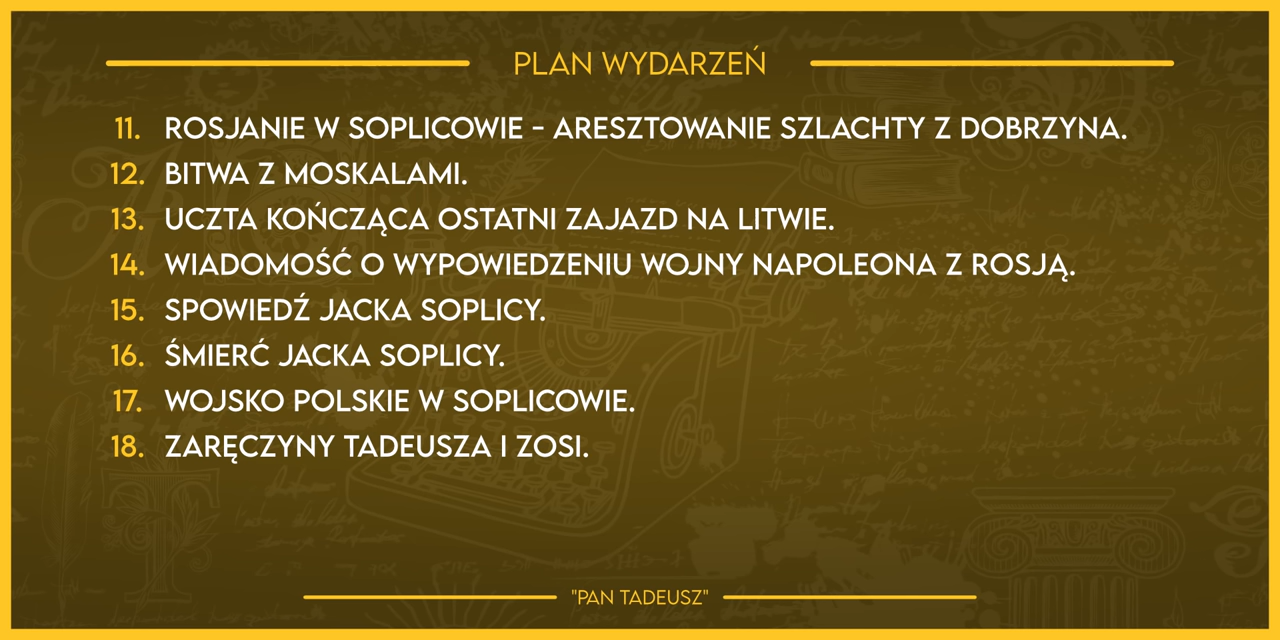 PLAN WYDARZEŃ
11. ROSJANIE W SOPLICOWIE - ARESZTOWANIE SZLACHTY Z DOBRZYNA.
12. BITWA Z MOSKALAMI.
13. UCZTA KOŃCZĄCA OSTATNI ZAJAZD NA LITWIE.
14. WIADOMOŚĆ O WYPOWIEDZENIU WOJNY NAPOLEONA Z ROSJĄ.
15. SPOWIEDŹ JACKA SOPLICY.
16. ŚMIERĆ JACKA SOPLICY.
17. WOJSKO POLSKIE W SOPLICOWIE.
18. ZARĘCZYNY TADEUSZA I ZOSI.
"PAN TADEUSZ"